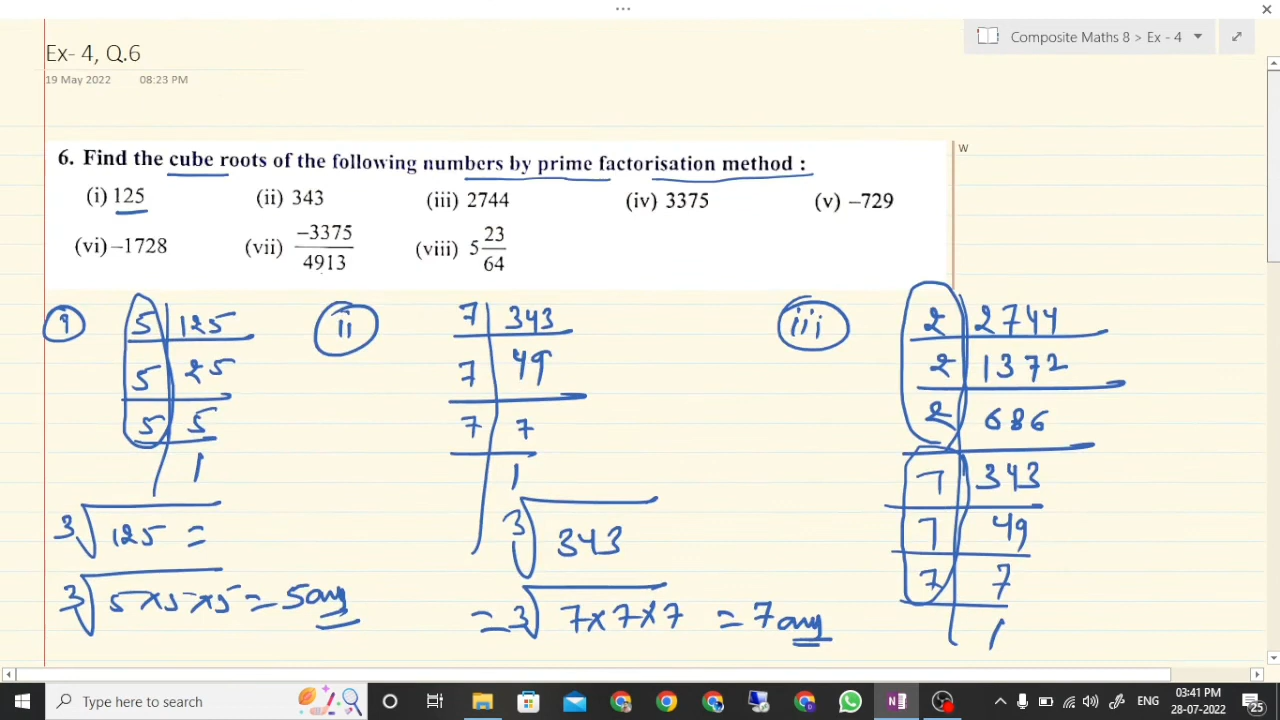 Composite Maths 8 > Ex - 4
Ex- 4, Q.6
19 May 2022 08:23 PM
6. Find the cube roots of the following numbers by prime factorisation method :
W
(i) 125 (ii) 343 (iii) 2744 (iv) 3375 (v) –729
(vi) –1728 (vii) –3375/4913 (viii) 5 23/64
i
5 | 125
5 | 25
5 | 5
1
∛125 =
∛5×5×5 = 5 ans
ii
7 | 343
7 | 49
7 | 7
1
∛343
= ∛7×7×7 = 7 ans
iii
2 | 2744
2 | 1372
2 | 686
7 | 343
7 | 49
7 | 7
1
Type here to search
ENG
03:41 PM
28-07-2022
25